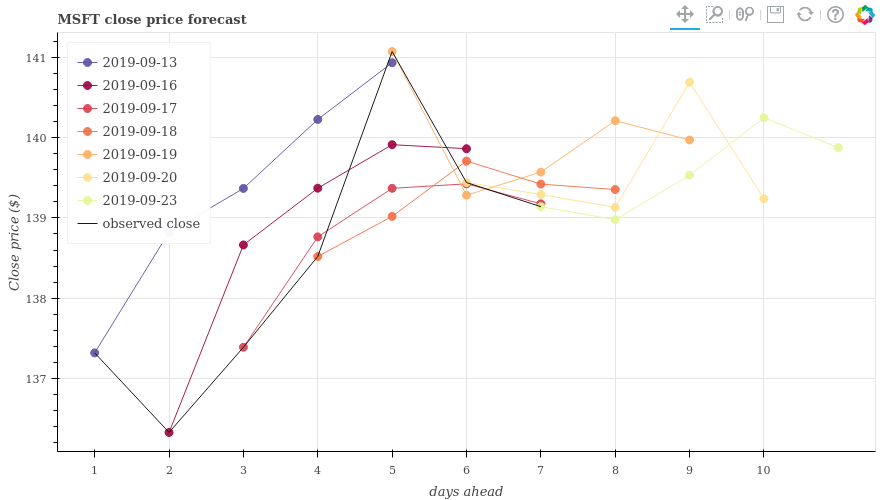 MSFT close price forecast
2019-09-13
2019-09-16
2019-09-17
2019-09-18
2019-09-19
2019-09-20
2019-09-23
observed close
Close price ($)
141
140
139
138
137
1 2 3 4 5 6 7 8 9 10
days ahead